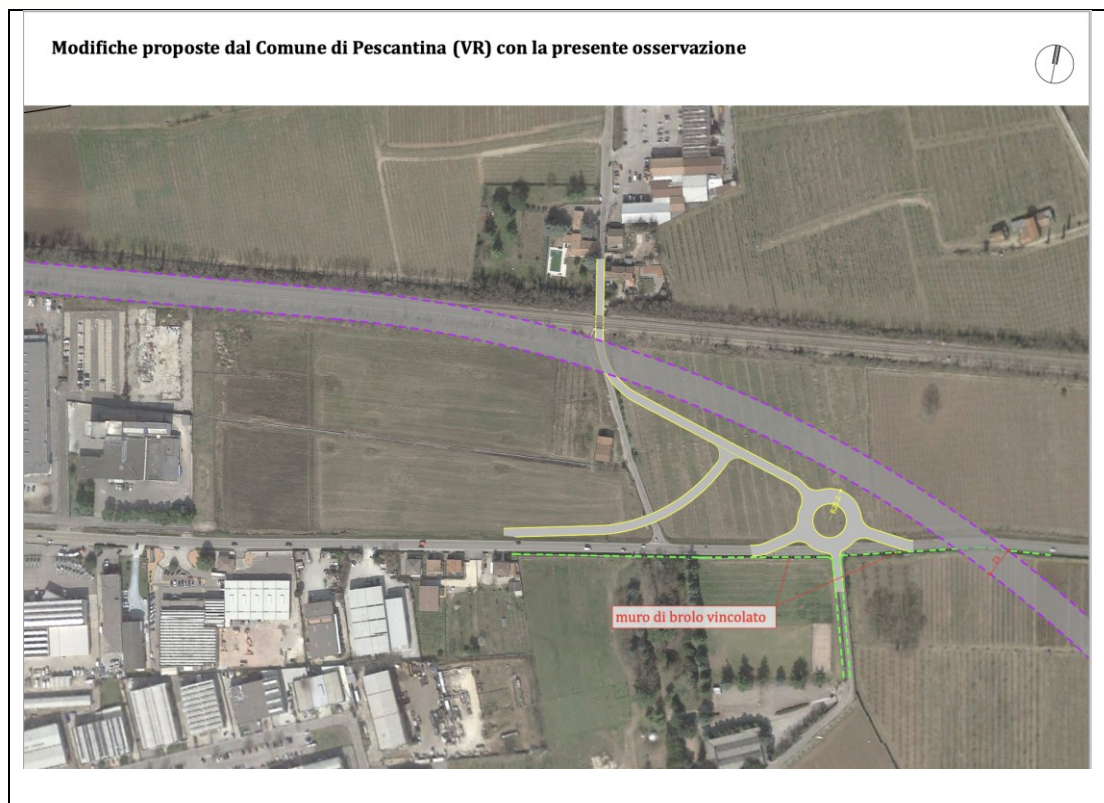 Modifiche proposte dal Comune di Pescantina (VR) con la presente osservazione
muro di brolo vincolato